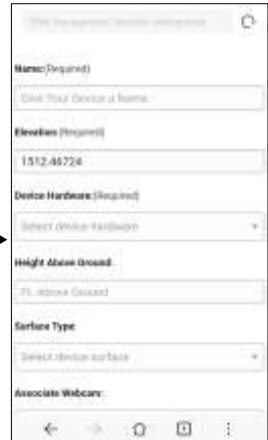 Name:(Required)
Give Your Device a Name.
Elevation:(Required)
1512.46724
Device Hardware:(Required)
Select device hardware
Height Above Ground:
Ft. Above Ground
Surface Type:
Select device surface
Associate Webcam: